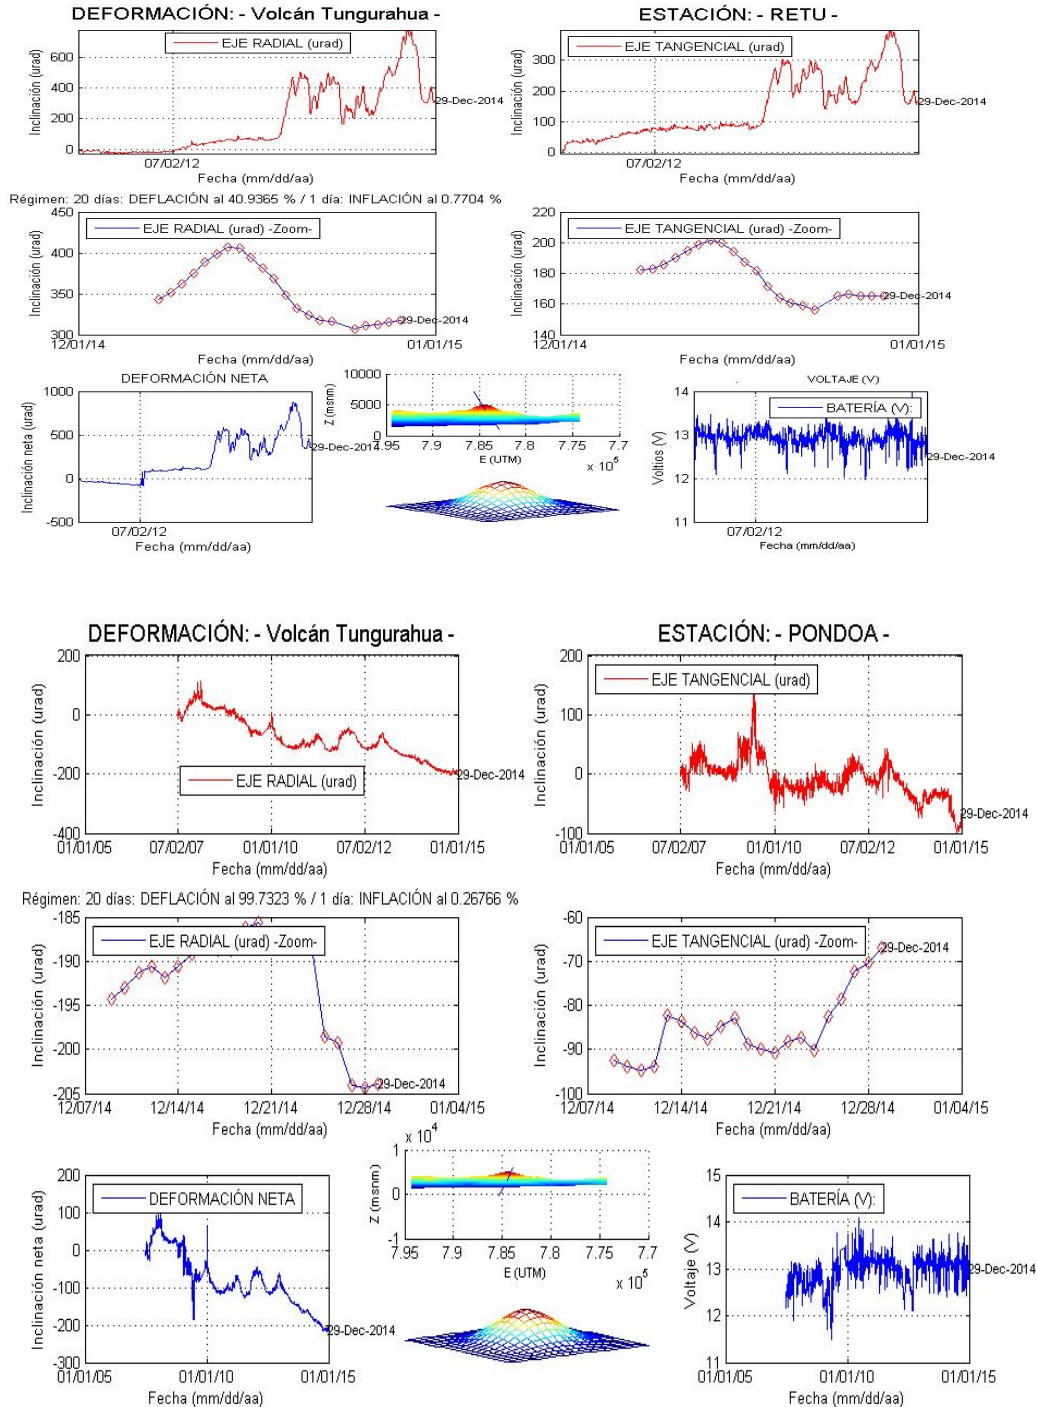 DEFORMACIÓN: - Volcán Tungurahua -
ESTACIÓN: - RETU -
EJE RADIAL (urad)
Inclinación (urad)
600
400
200
0
29-Dec-2014
07/02/12
Fecha (mm/dd/aa)
EJE TANGENCIAL (urad)
Inclinación (urad)
300
200
100
0
29-Dec-2014
07/02/12
Fecha (mm/dd/aa)
Régimen: 20 días: DEFLACIÓN al 40.9365 % / 1 día: INFLACIÓN al 0.7704 %
EJE RADIAL (urad) -Zoom-
Inclinación (urad)
450
400
350
300
29-Dec-2014
12/01/14
01/01/15
Fecha (mm/dd/aa)
EJE TANGENCIAL (urad) -Zoom-
Inclinación (urad)
220
200
180
160
140
29-Dec-2014
12/01/14
01/01/15
Fecha (mm/dd/aa)
DEFORMACIÓN NETA
Inclinación neta (urad)
1000
500
0
-500
29-Dec-2014
07/02/12
Fecha (mm/dd/aa)
Z (msnm)
10000
5000
0
7.95
7.9
7.85
7.8
7.75
7.7
E (UTM)
x 10^5
VOLTAJE (V)
BATERÍA (V):
Voltios (V)
14
13
12
11
29-Dec-2014
07/02/12
Fecha (mm/dd/aa)
DEFORMACIÓN: - Volcán Tungurahua -
ESTACIÓN: - PONDOA -
Inclinación (urad)
200
0
-200
-400
EJE RADIAL (urad)
29-Dec-2014
01/01/05
07/02/07
01/01/10
07/02/12
01/01/15
Fecha (mm/dd/aa)
EJE TANGENCIAL (urad)
Inclinación (urad)
200
100
0
-100
29-Dec-2014
01/01/05
07/02/07
01/01/10
07/02/12
01/01/15
Fecha (mm/dd/aa)
Régimen: 20 días: DEFLACIÓN al 99.7323 % / 1 día: INFLACIÓN al 0.26766 %
EJE RADIAL (urad) -Zoom-
Inclinación (urad)
-185
-190
-195
-200
-205
29-Dec-2014
12/07/14
12/14/14
12/21/14
12/28/14
01/04/15
Fecha (mm/dd/aa)
EJE TANGENCIAL (urad) -Zoom-
Inclinación (urad)
-60
-70
-80
-90
-100
29-Dec-2014
12/07/14
12/14/14
12/21/14
12/28/14
01/04/15
Fecha (mm/dd/aa)
DEFORMACIÓN NETA
Inclinación neta (urad)
200
100
0
-100
-200
-300
29-Dec-2014
01/01/05
01/01/10
01/01/15
Fecha (mm/dd/aa)
x 10^4
Z (msnm)
1
0
-1
7.95
7.9
7.85
7.8
7.75
7.7
E (UTM)
x 10^5
BATERÍA (V):
Voltaje (V)
15
14
13
12
11
29-Dec-2014
01/01/05
01/01/10
01/01/15
Fecha (mm/dd/aa)